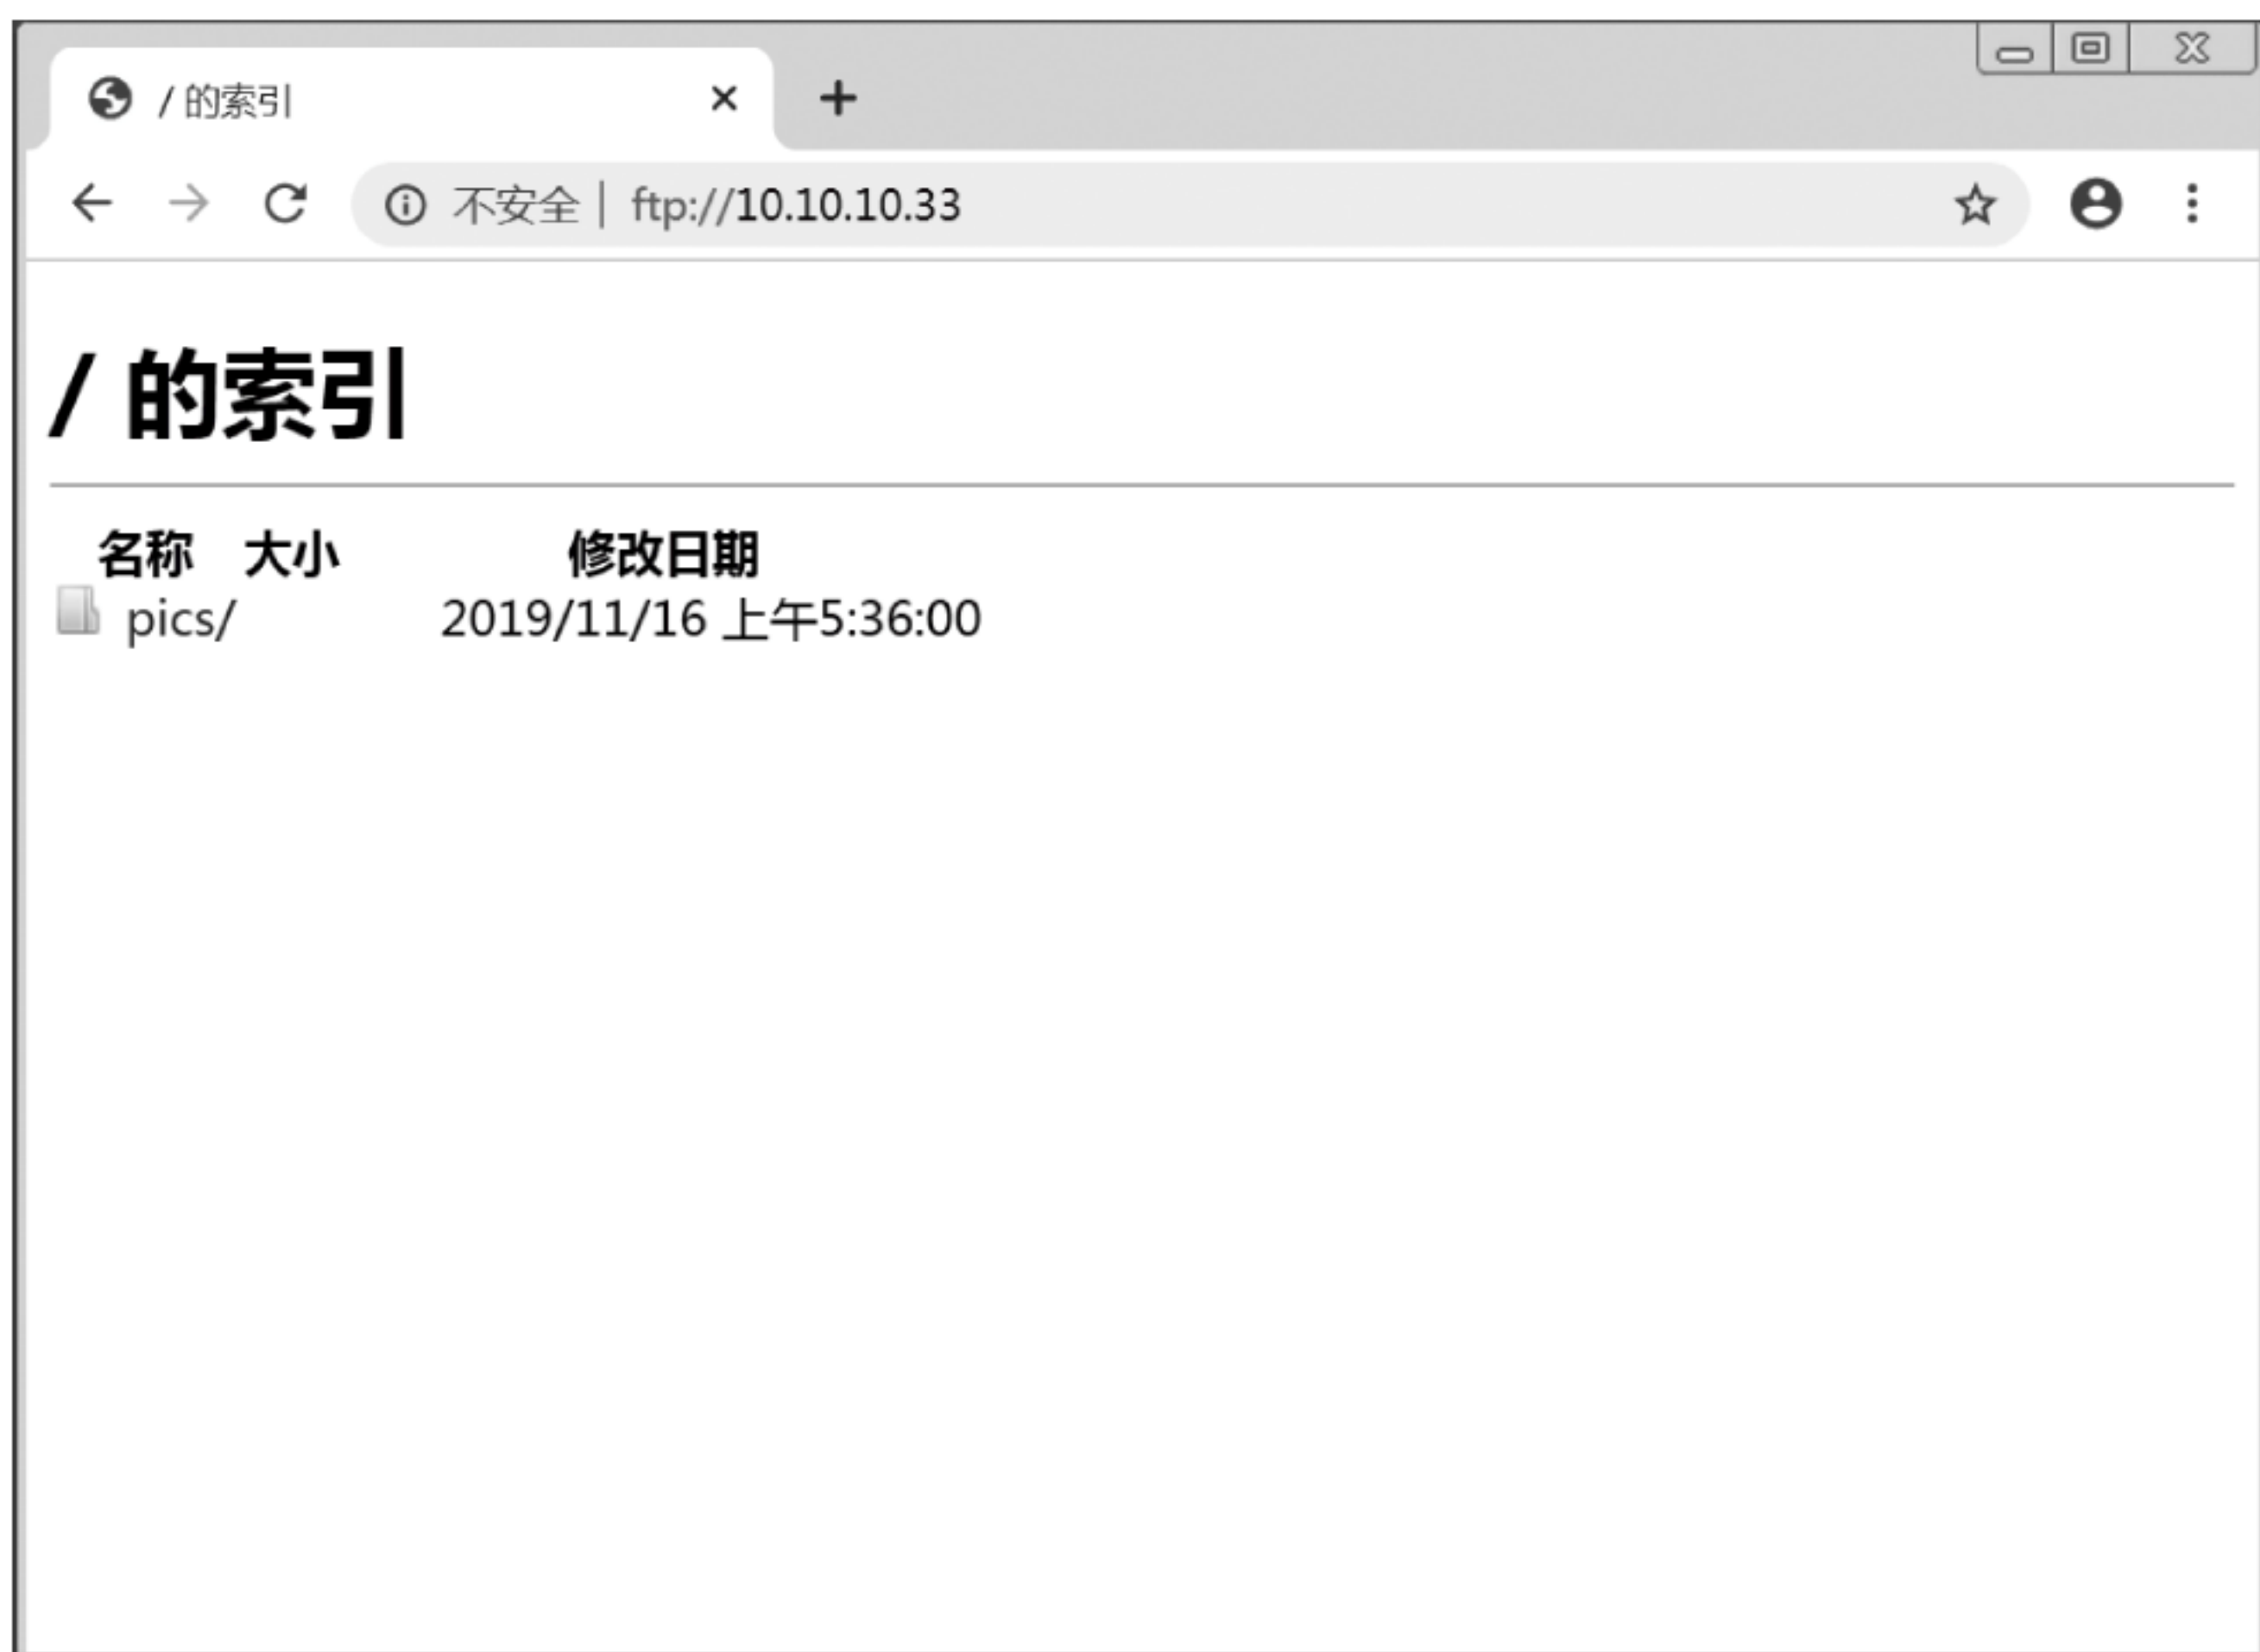 / 的索引
不安全 | ftp://10.10.10.33
/ 的索引
名称 大小 修改日期
pics/ 2019/11/16 上午5:36:00